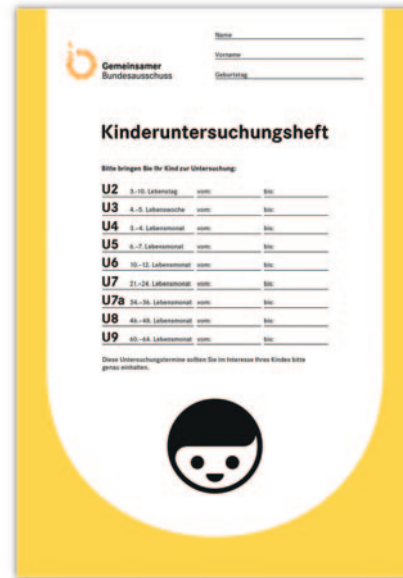 Name
Vorname
Geburtstag
Gemeinsamer
Bundesausschuss
Kinderuntersuchungsheft
Bitte bringen Sie Ihr Kind zur Untersuchung:
U2 3.-10. Lebenstag vom: bis:
U3 4.-5. Lebenswoche vom: bis:
U4 3.-4. Lebensmonat vom: bis:
U5 6.-7. Lebensmonat vom: bis:
U6 10.-12. Lebensmonat vom: bis:
U7 21.-24. Lebensmonat vom: bis:
U7a 34.-36. Lebensmonat vom: bis:
U8 46.-48. Lebensmonat vom: bis:
U9 60.-64. Lebensmonat vom: bis:
Diese Untersuchungstermine sollten Sie im Interesse Ihres Kindes bitte
genau einhalten.